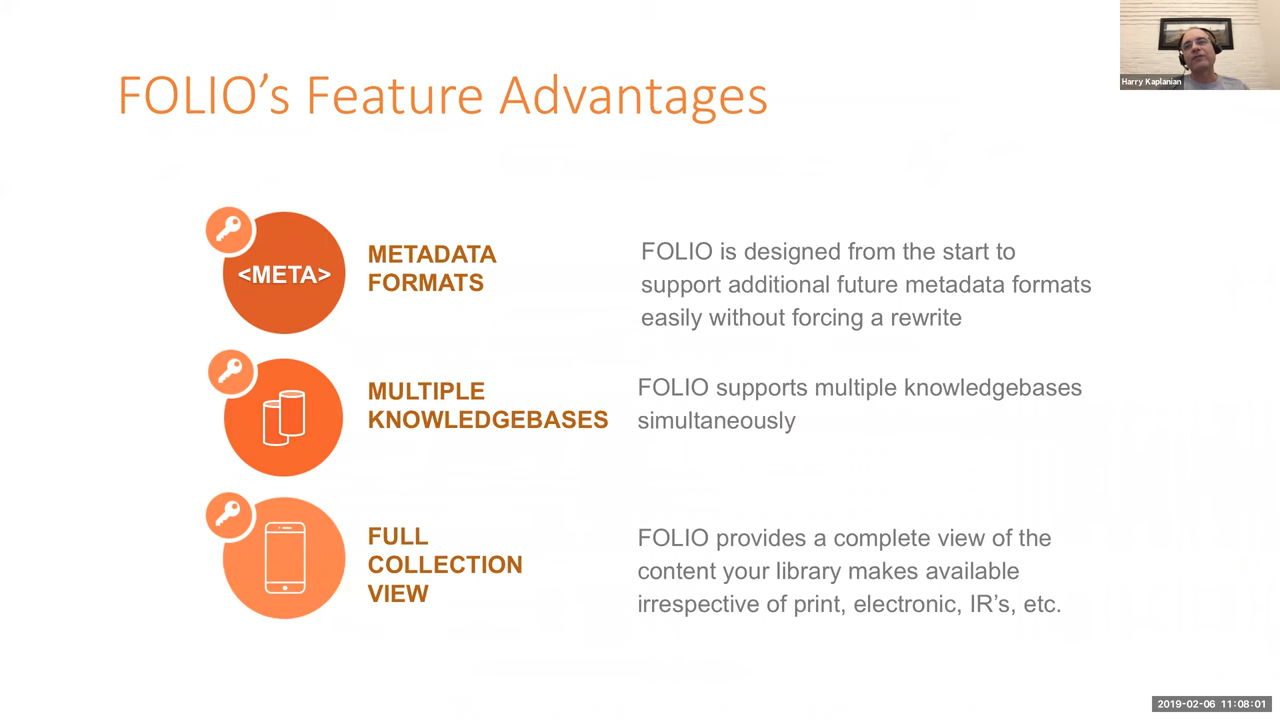 FOLIO's Feature Advantages
Harry Kaplanian
<META>
METADATA
FORMATS
FOLIO is designed from the start to
support additional future metadata formats
easily without forcing a rewrite
MULTIPLE
KNOWLEDGEBASES
FOLIO supports multiple knowledgebases
simultaneously
FULL
COLLECTION
VIEW
FOLIO provides a complete view of the
content your library makes available
irrespective of print, electronic, IR's, etc.
2019-02-06 11:08:01